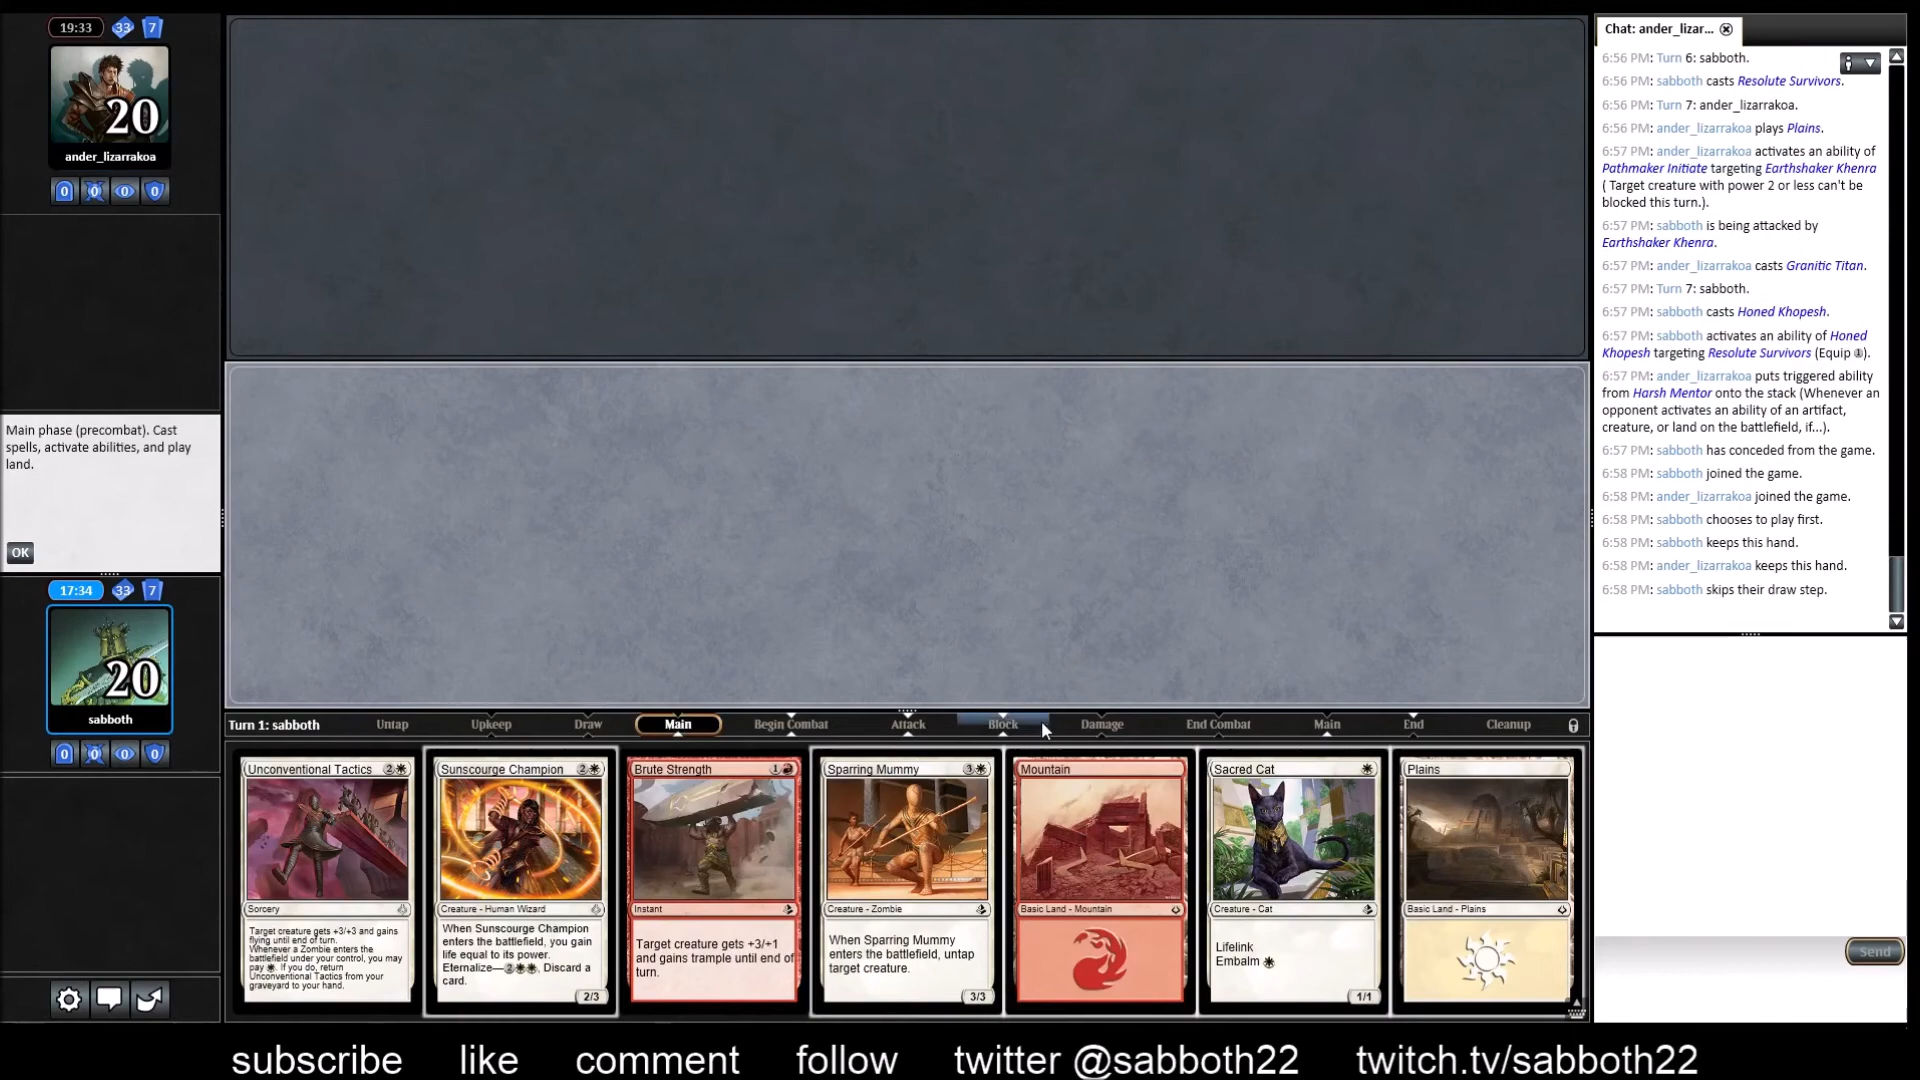 19:33 33 7
20
ander_lizarrakoa
0 0 0 0
Main phase (precombat). Cast
spells, activate abilities, and play
land.
OK
17:34 33 7
20
sabboth
0 0 0 0
Turn 1: sabboth Untap Upkeep Draw Main Begin Combat Attack Block Damage End Combat Main End Cleanup
Unconventional Tactics 2
Sorcery
Target creature gets +3/+3 and gains
flying until end of turn.
Whenever a Zombie enters the
battlefield under your control, you may
pay . If you do, return
Unconventional Tactics from your
graveyard to your hand.
Sunscourge Champion 2
Creature - Human Wizard
When Sunscourge Champion
enters the battlefield, you gain
life equal to its power.
Eternalize—2, Discard a
card.
2/3
Brute Strength 1
Instant
Target creature gets +3/+1
and gains trample until end of
turn.
Sparring Mummy 3
Creature - Zombie
When Sparring Mummy
enters the battlefield, untap
target creature.
3/3
Mountain
Basic Land - Mountain
Sacred Cat
Creature - Cat
Lifelink
Embalm
1/1
Plains
Basic Land - Plains
Chat: ander_lizar...
6:56 PM: Turn 6: sabboth.
6:56 PM: sabboth casts Resolute Survivors.
6:56 PM: Turn 7: ander_lizarrakoa.
6:56 PM: ander_lizarrakoa plays Plains.
6:57 PM: ander_lizarrakoa activates an ability of
Pathmaker Initiate targeting Earthshaker Khenra
( Target creature with power 2 or less can't be
blocked this turn.).
6:57 PM: sabboth is being attacked by
Earthshaker Khenra.
6:57 PM: ander_lizarrakoa casts Granitic Titan.
6:57 PM: Turn 7: sabboth.
6:57 PM: sabboth casts Honed Khopesh.
6:57 PM: sabboth activates an ability of Honed
Khopesh targeting Resolute Survivors (Equip ①).
6:57 PM: ander_lizarrakoa puts triggered ability
from Harsh Mentor onto the stack (Whenever an
opponent activates an ability of an artifact,
creature, or land on the battlefield, if...).
6:57 PM: sabboth has conceded from the game.
6:58 PM: sabboth joined the game.
6:58 PM: ander_lizarrakoa joined the game.
6:58 PM: sabboth chooses to play first.
6:58 PM: sabboth keeps this hand.
6:58 PM: ander_lizarrakoa keeps this hand.
6:58 PM: sabboth skips their draw step.
Send
subscribe like comment follow twitter @sabboth22 twitch.tv/sabboth22